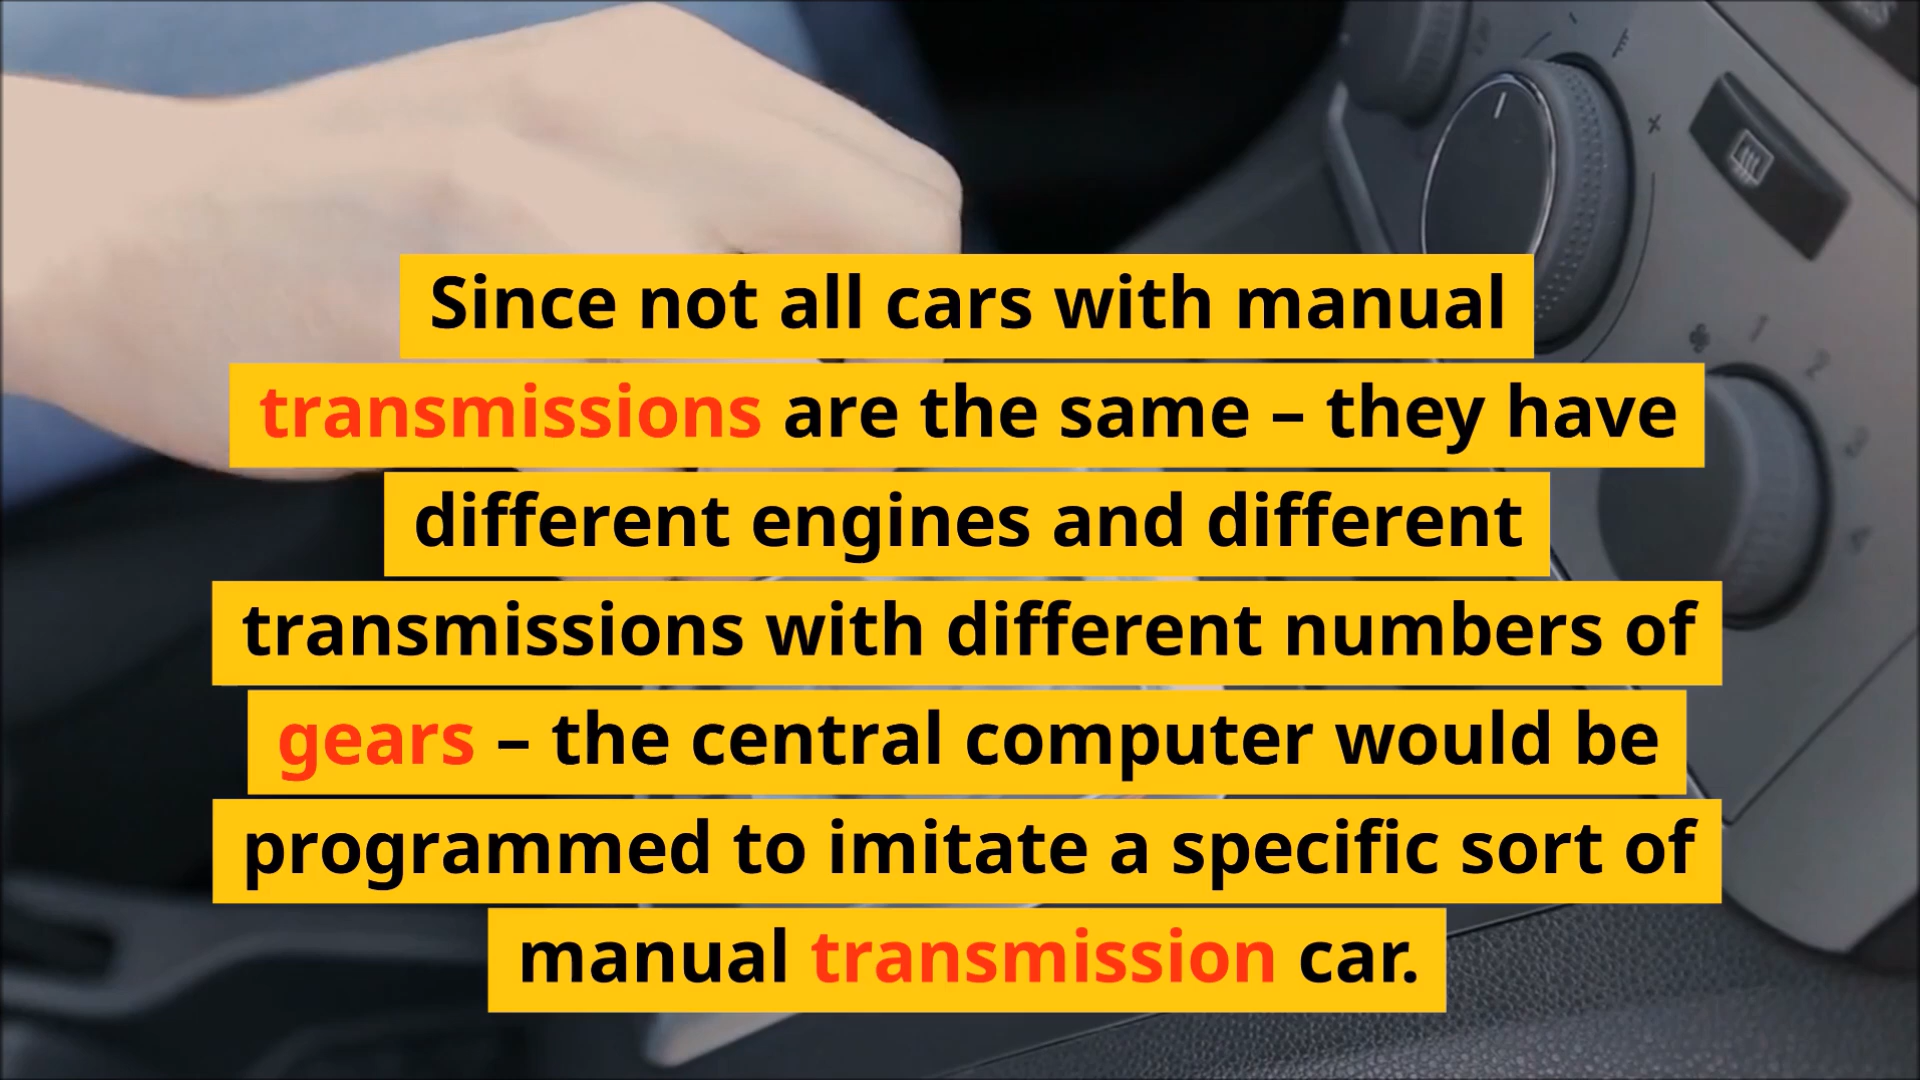 Since not all cars with manual
transmissions are the same – they have
different engines and different
transmissions with different numbers of
gears – the central computer would be
programmed to imitate a specific sort of
manual transmission car.